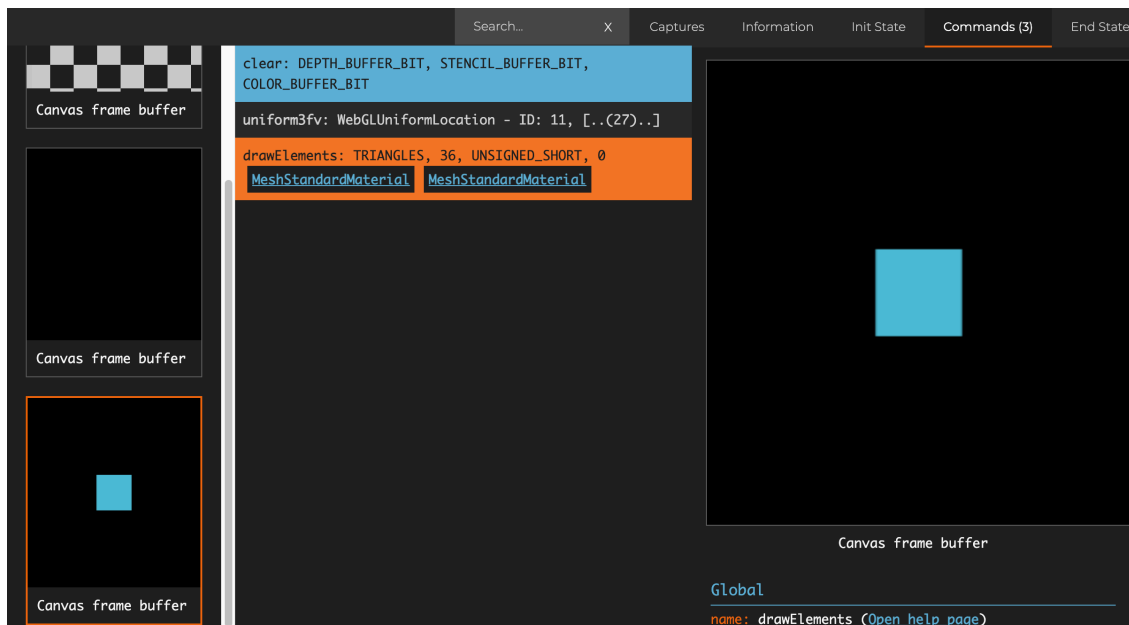 Search...
X
Captures
Information
Init State
Commands (3)
End State
Canvas frame buffer
Canvas frame buffer
Canvas frame buffer
clear: DEPTH_BUFFER_BIT, STENCIL_BUFFER_BIT,
COLOR_BUFFER_BIT
uniform3fv: WebGLUniformLocation - ID: 11, [..(27)..]
drawElements: TRIANGLES, 36, UNSIGNED_SHORT, 0
MeshStandardMaterial MeshStandardMaterial
Canvas frame buffer
Global
name: drawElements (Open help page)